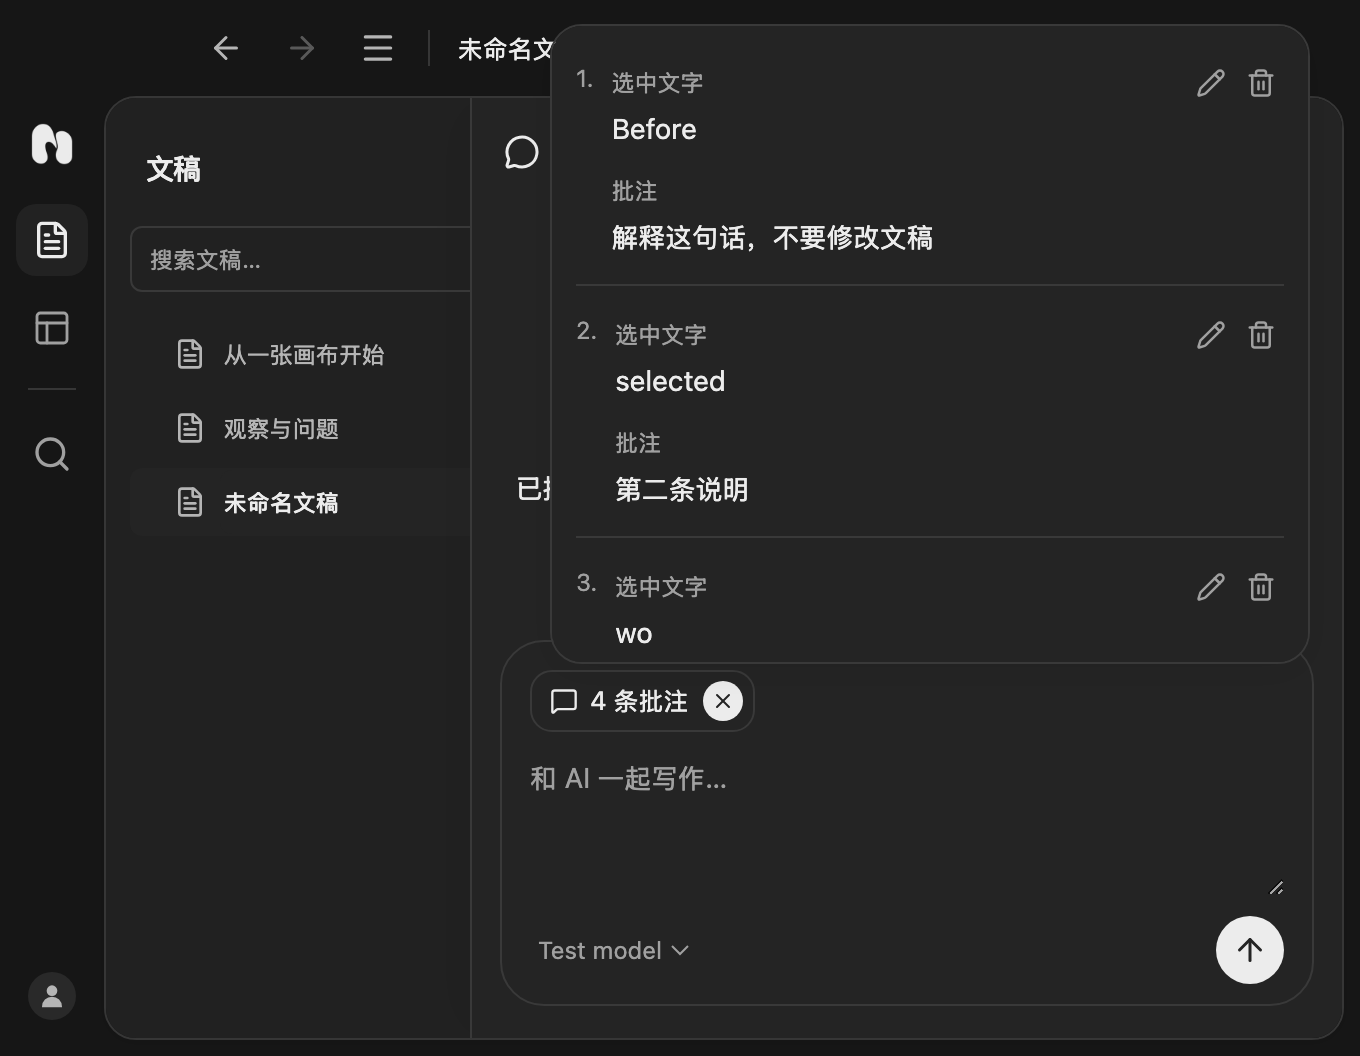 未命名文
文稿
搜索文稿...
从一张画布开始
观察与问题
未命名文稿
1. 选中文字
Before
批注
解释这句话，不要修改文稿
2. 选中文字
selected
批注
第二条说明
3. 选中文字
wo
已
4 条批注
和 AI 一起写作...
Test model